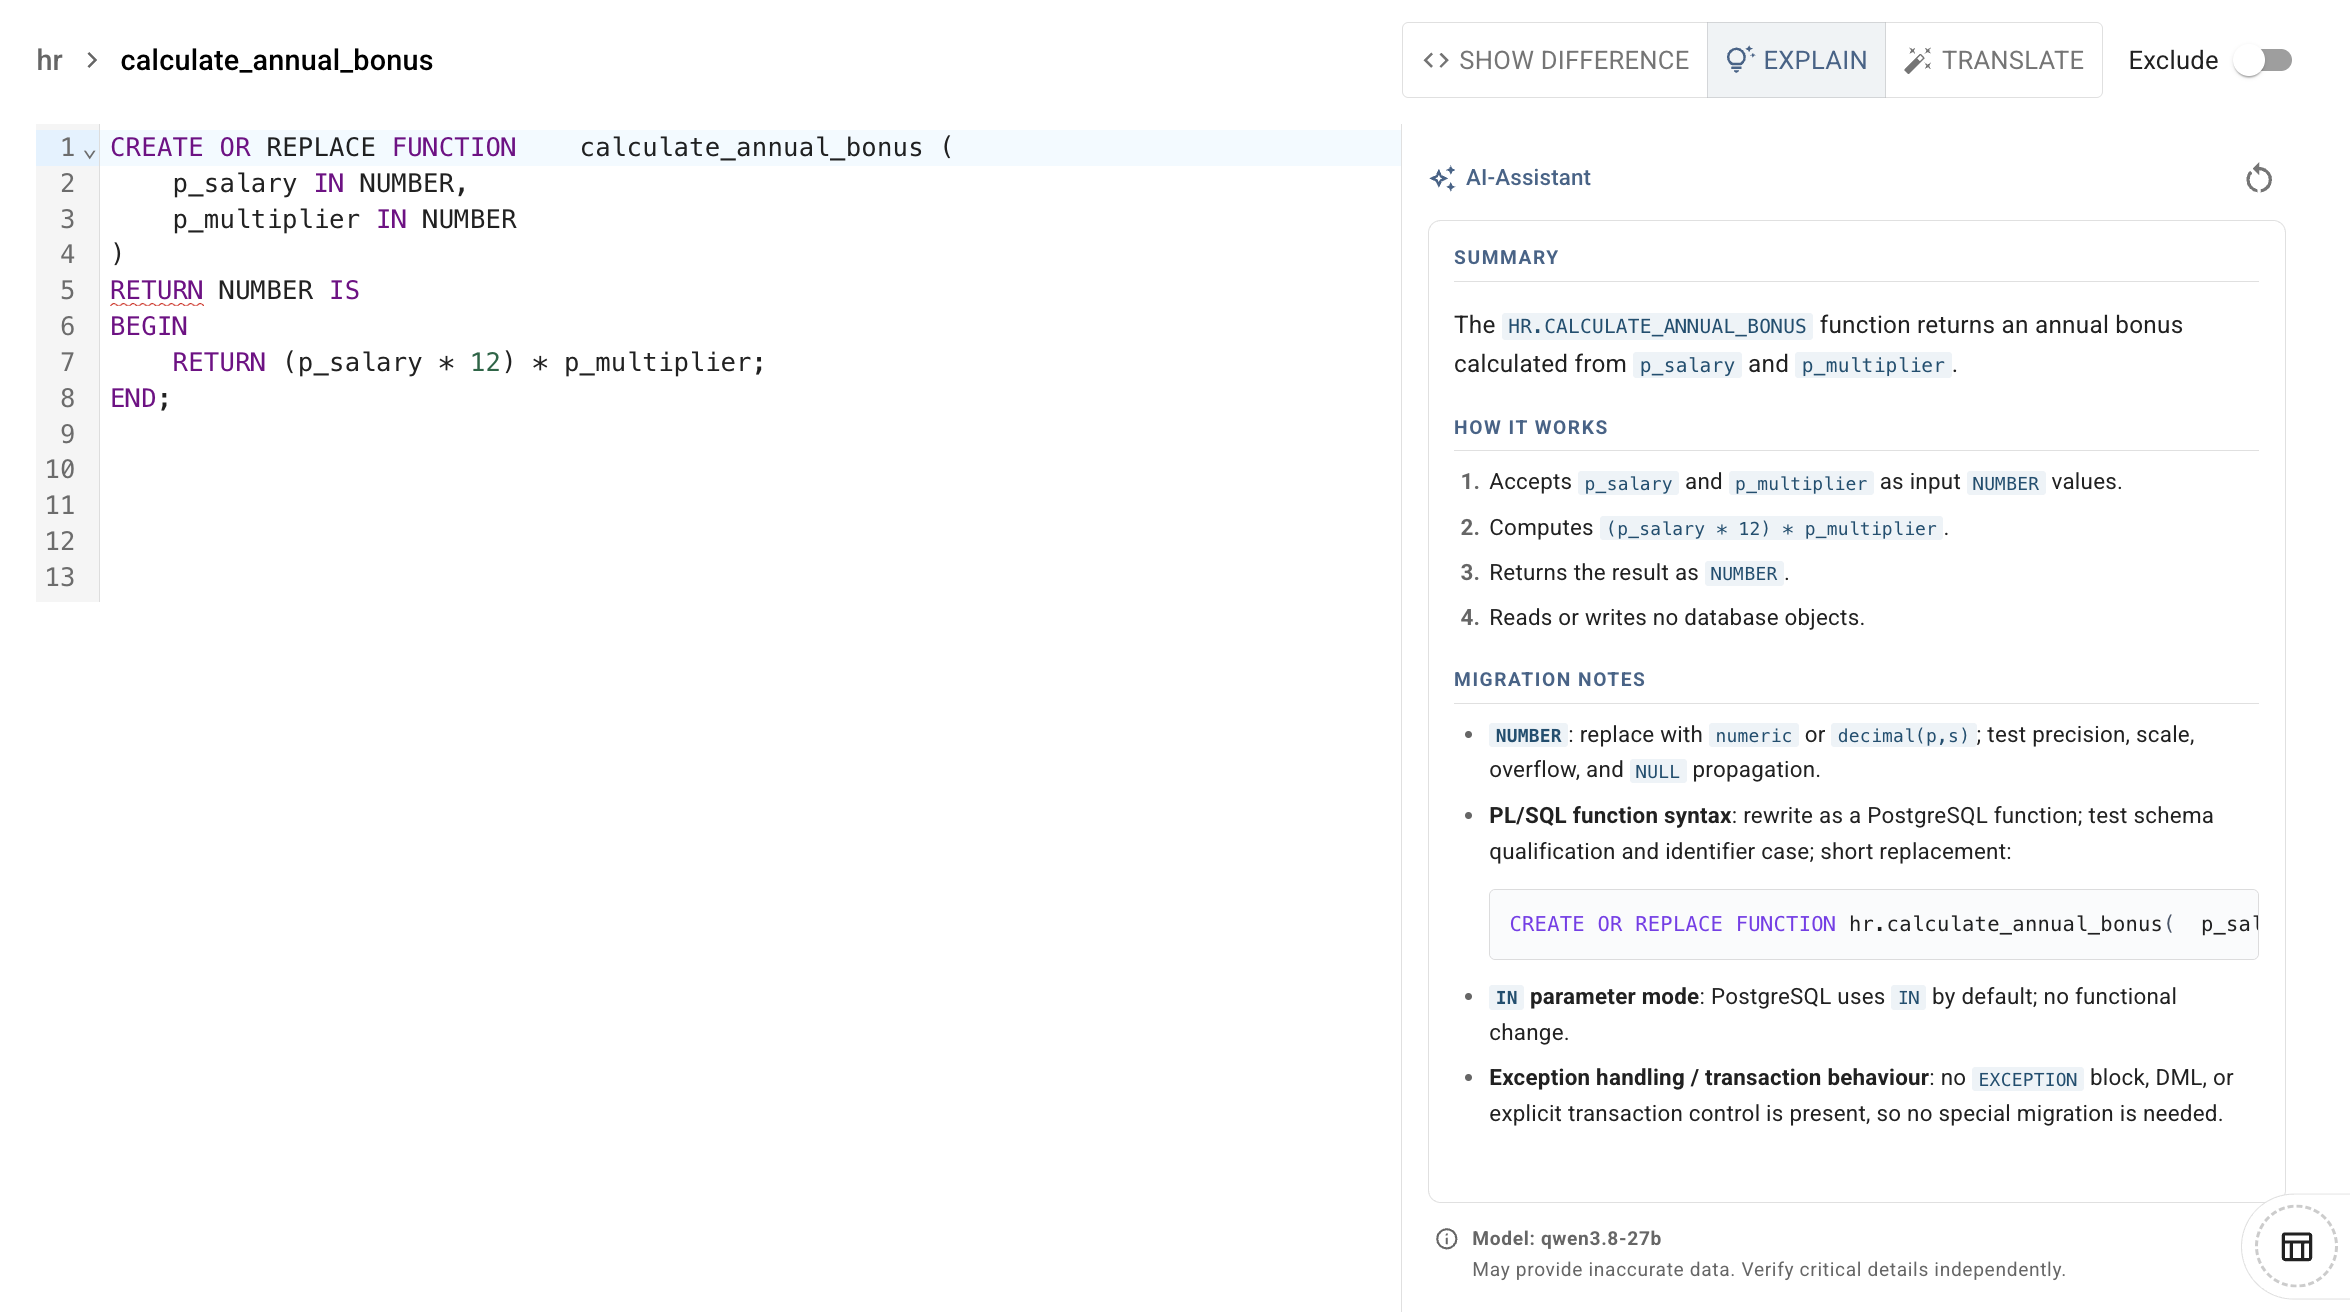 hr > calculate_annual_bonus
<> SHOW DIFFERENCE
EXPLAIN
TRANSLATE
Exclude
1 CREATE OR REPLACE FUNCTION    calculate_annual_bonus (
2     p_salary IN NUMBER,
3     p_multiplier IN NUMBER
4 )
5 RETURN NUMBER IS
6 BEGIN
7     RETURN (p_salary * 12) * p_multiplier;
8 END;
9
10
11
12
13
AI-Assistant
SUMMARY
The HR.CALCULATE_ANNUAL_BONUS function returns an annual bonus
calculated from p_salary and p_multiplier.
HOW IT WORKS
1. Accepts p_salary and p_multiplier as input NUMBER values.
2. Computes (p_salary * 12) * p_multiplier.
3. Returns the result as NUMBER.
4. Reads or writes no database objects.
MIGRATION NOTES
• NUMBER: replace with numeric or decimal(p,s); test precision, scale,
overflow, and NULL propagation.
• PL/SQL function syntax: rewrite as a PostgreSQL function; test schema
qualification and identifier case; short replacement:
CREATE OR REPLACE FUNCTION hr.calculate_annual_bonus(  p_sal
• IN parameter mode: PostgreSQL uses IN by default; no functional
change.
• Exception handling / transaction behaviour: no EXCEPTION block, DML, or
explicit transaction control is present, so no special migration is needed.
Model: qwen3.8-27b
May provide inaccurate data. Verify critical details independently.